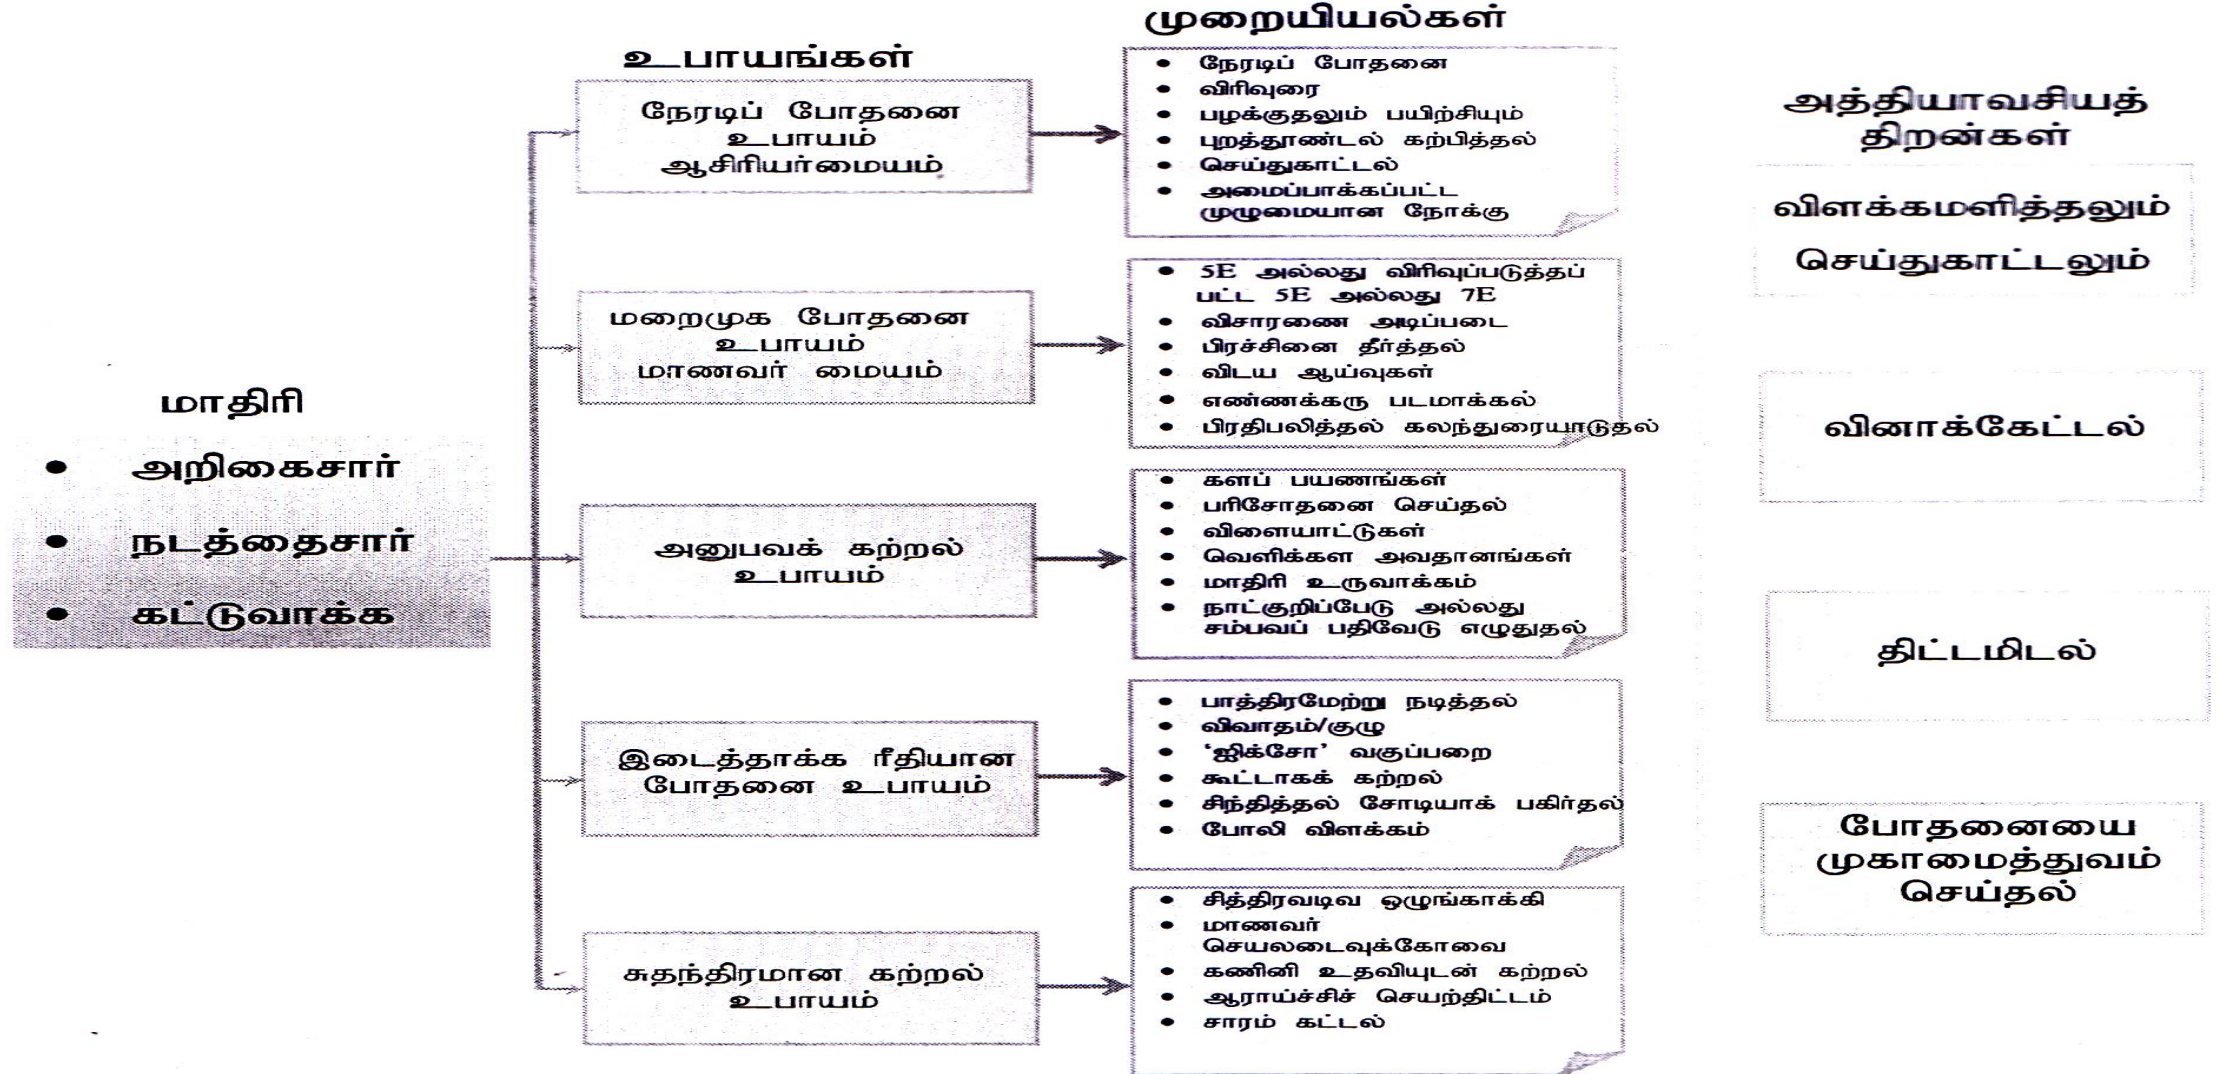 மாதிரி
• அறிகைசார்
• நடத்தைசார்
• கட்டுவாக்க
உபாயங்கள்
நேரடிப் போதனை
உபாயம்
ஆசிரியர்மையம்
மறைமுக போதனை
உபாயம்
மாணவர் மையம்
அனுபவக் கற்றல்
உபாயம்
இடைத்தாக்க ரீதியான
போதனை உபாயம்
சுதந்திரமான கற்றல்
உபாயம்
முறையியல்கள்
• நேரடிப் போதனை
• விரிவுரை
• பழக்குதலும் பயிற்சியும்
• புறத்தூண்டல் கற்பித்தல்
• செய்துகாட்டல்
• அமைப்பாக்கப்பட்ட
முழுமையான நோக்கு
• 5E அல்லது விரிவுப்படுத்தப்
பட்ட 5E அல்லது 7E
• விசாரணை அடிப்படை
• பிரச்சினை தீர்த்தல்
• விடய ஆய்வுகள்
• எண்ணக்கரு படமாக்கல்
• பிரதிபலித்தல் கலந்துரையாடுதல்
• களப் பயணங்கள்
• பரிசோதனை செய்தல்
• விளையாட்டுகள்
• வெளிக்கள அவதானங்கள்
• மாதிரி உருவாக்கம்
• நாட்குறிப்பேடு அல்லது
சம்பவப் பதிவேடு எழுதுதல்
• பாத்திரமேற்று நடித்தல்
• விவாதம்/குழு
• ‘ஜிக்சோ’ வகுப்பறை
• கூட்டாகக் கற்றல்
• சிந்தித்தல் சோடியாக் பகிர்தல்
• போலி விளக்கம்
• சித்திரவடிவ ஒழுங்காக்கி
• மாணவர்
செயலடைவுக்கோவை
• கணினி உதவியுடன் கற்றல்
• ஆராய்ச்சிச் செயற்திட்டம்
• சாரம் கட்டல்
அத்தியாவசியத்
திறன்கள்
விளக்கமளித்தலும்
செய்துகாட்டலும்
வினாக்கேட்டல்
திட்டமிடல்
போதனையை
முகாமைத்துவம்
செய்தல்